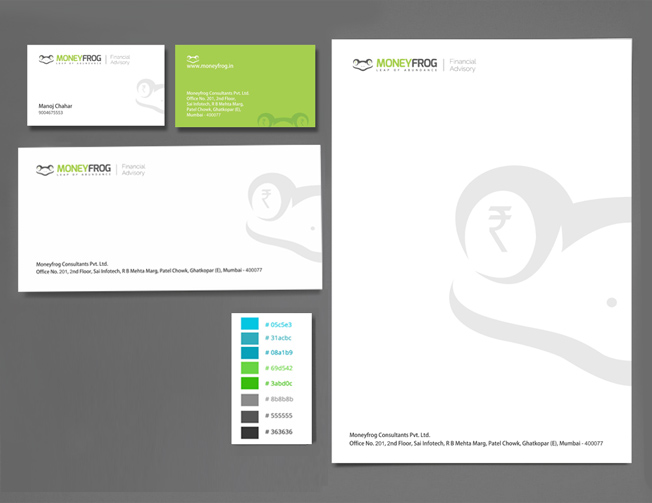 MONEYFROG
LEAP OF ABUNDANCE
Financial
Advisory
Manoj Chahar
9004675553
www.moneyfrog.in
Moneyfrog Consultants Pvt. Ltd.
Office No. 201, 2nd Floor,
Sai Infotech, R B Mehta Marg,
Patel Chowk, Ghatkopar (E),
Mumbai - 400077
MONEYFROG
LEAP OF ABUNDANCE
Financial
Advisory
₹
Moneyfrog Consultants Pvt. Ltd.
Office No. 201, 2nd Floor, Sai Infotech, R B Mehta Marg, Patel Chowk, Ghatkopar (E), Mumbai - 400077
# 05c5e3
# 31acbc
# 08a1b9
# 69d542
# 3abd0c
# 8b8b8b
# 555555
# 363636
MONEYFROG
LEAP OF ABUNDANCE
Financial
Advisory
₹
Moneyfrog Consultants Pvt. Ltd.
Office No. 201, 2nd Floor, Sai Infotech, R B Mehta Marg, Patel Chowk, Ghatkopar (E), Mumbai - 400077